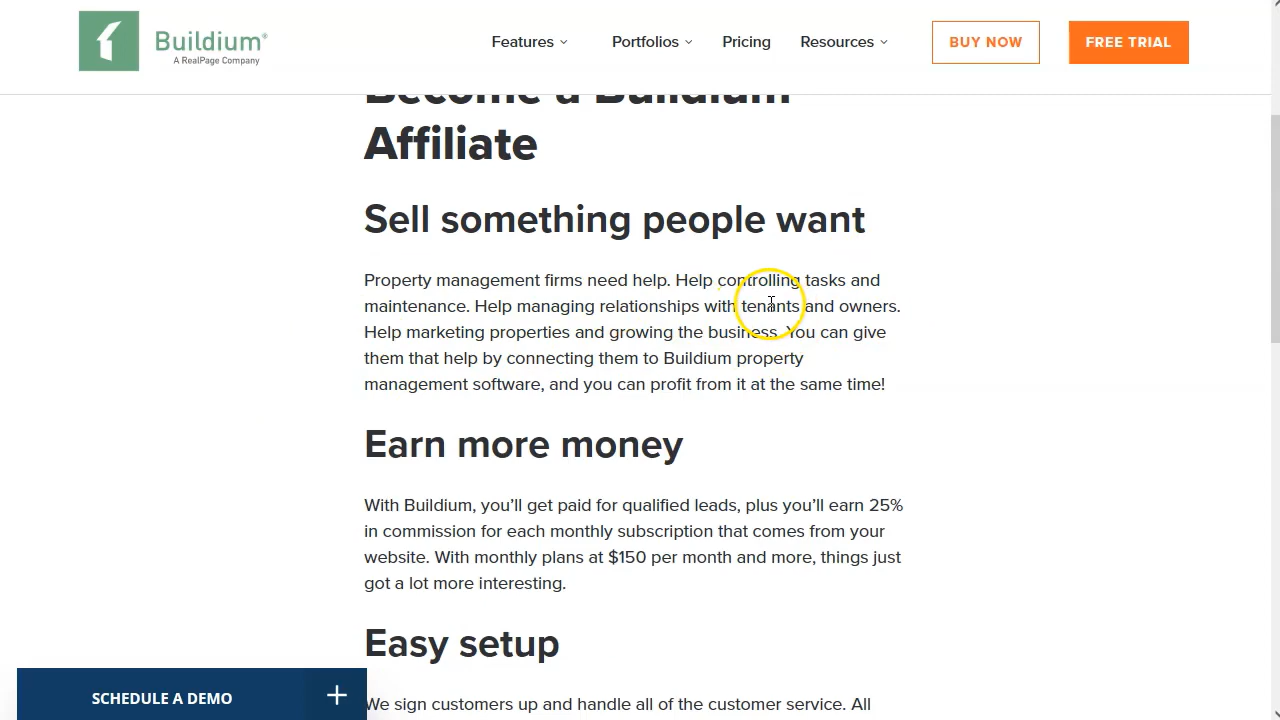 Buildium®
A RealPage Company
Features
Portfolios
Pricing
Resources
BUY NOW
FREE TRIAL
Become a Buildium
Affiliate
Sell something people want
Property management firms need help. Help controlling tasks and
maintenance. Help managing relationships with tenants and owners.
Help marketing properties and growing the business. You can give
them that help by connecting them to Buildium property
management software, and you can profit from it at the same time!
Earn more money
With Buildium, you’ll get paid for qualified leads, plus you’ll earn 25%
in commission for each monthly subscription that comes from your
website. With monthly plans at $150 per month and more, things just
got a lot more interesting.
Easy setup
We sign customers up and handle all of the customer service. All
SCHEDULE A DEMO +